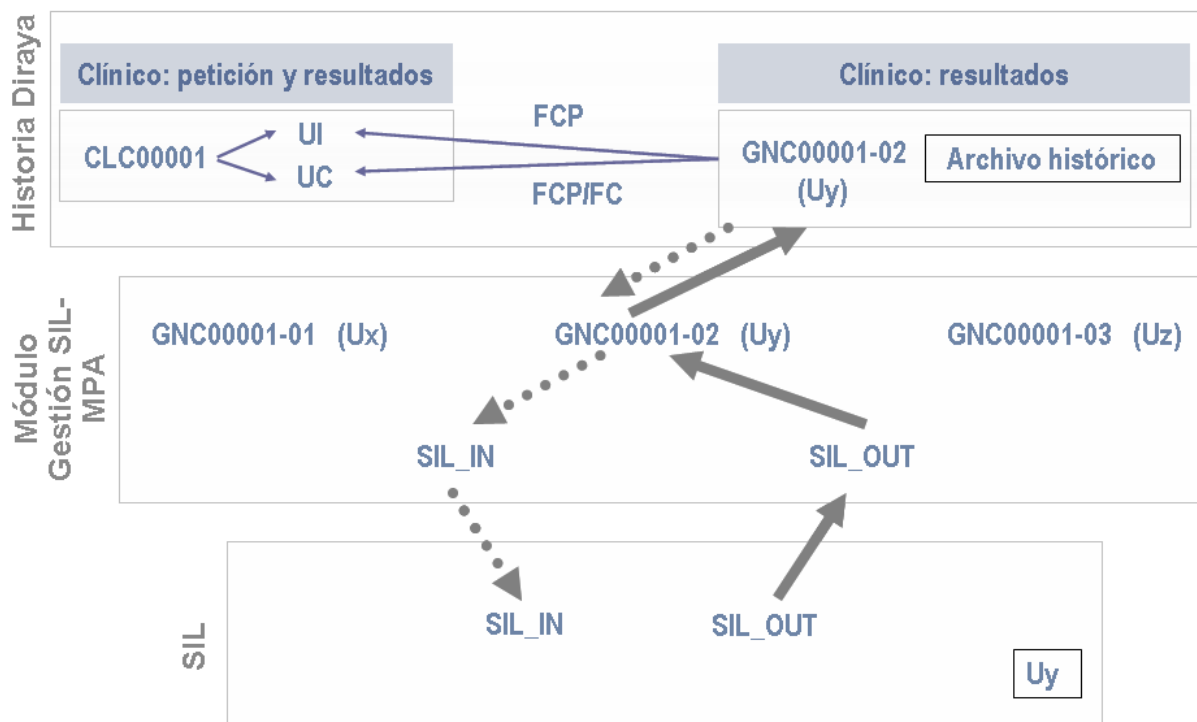 Historia Diraya
Clínico: petición y resultados
Clínico: resultados
CLC00001
UI
UC
FCP
FCP/FC
GNC00001-02
(Uy)
Archivo histórico
Módulo
Gestión SIL-
MPA
GNC00001-01 (Ux)
GNC00001-02 (Uy)
GNC00001-03 (Uz)
SIL_IN
SIL_OUT
SIL
SIL_IN
SIL_OUT
Uy